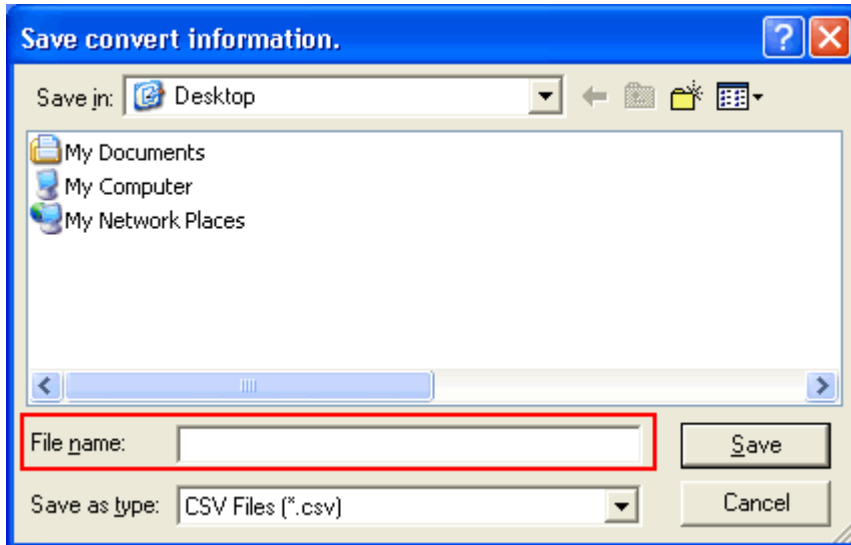 Save convert information.
Save in: Desktop
My Documents
My Computer
My Network Places
File name:
Save
Save as type: CSV Files (*.csv)
Cancel